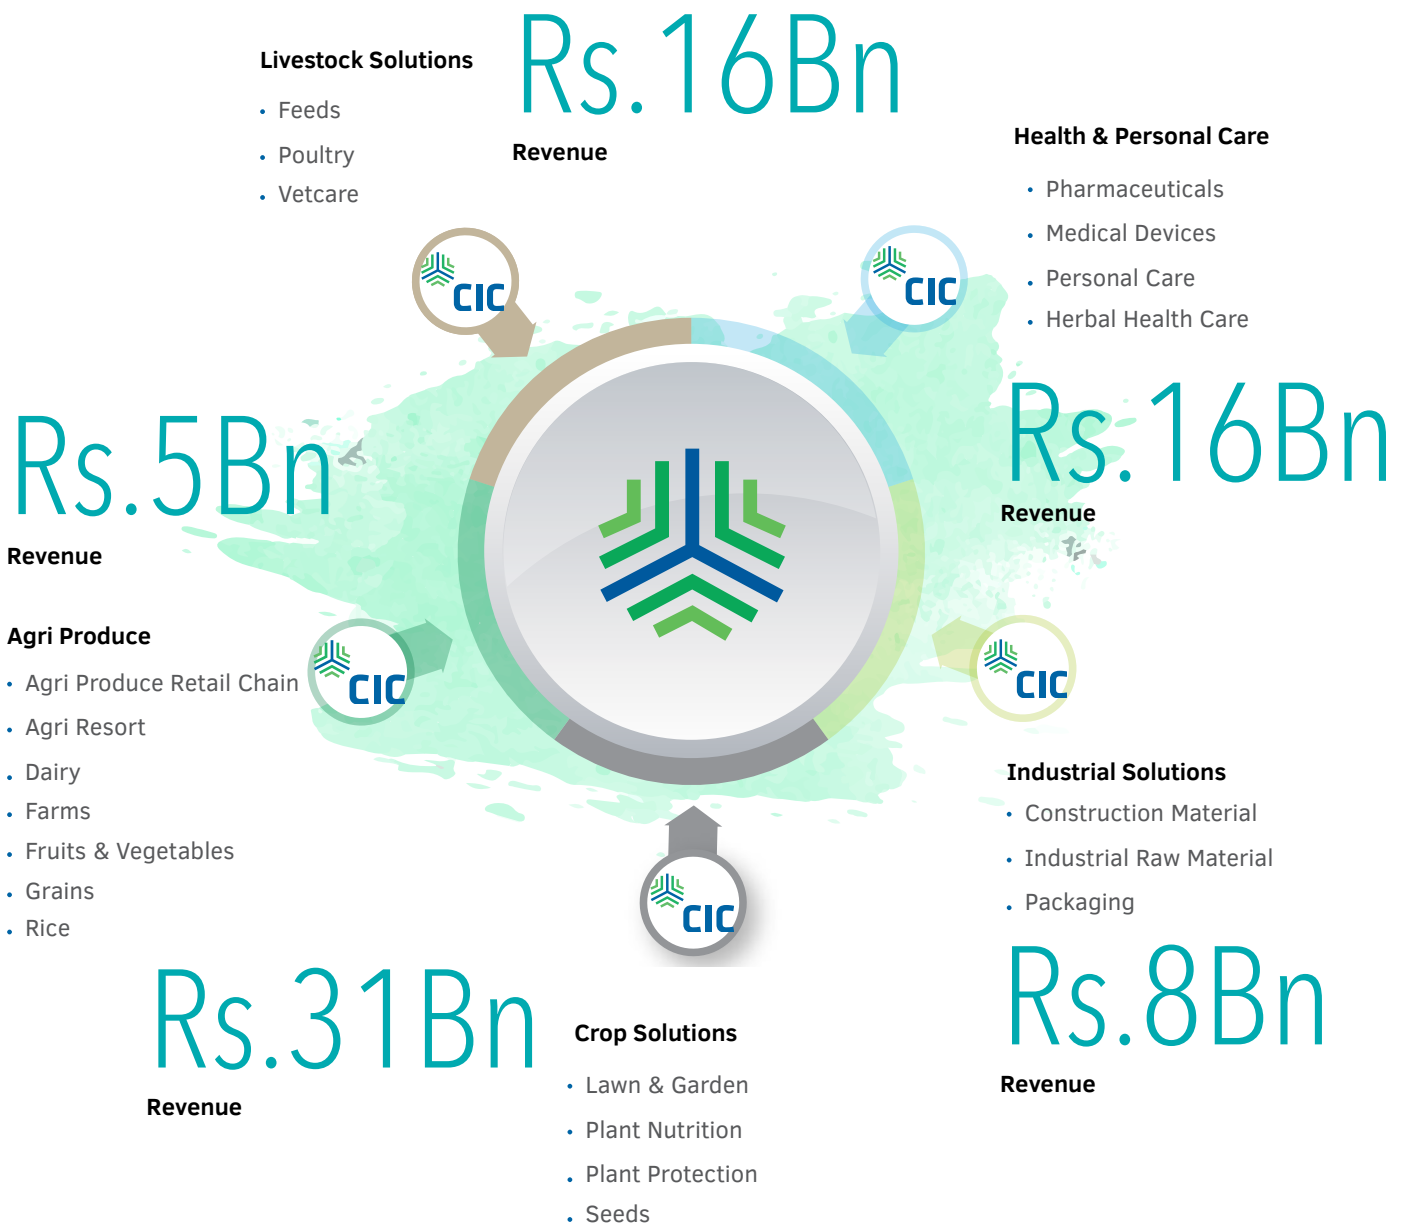 Livestock Solutions
• Feeds
• Poultry
• Vetcare
Rs.16Bn
Revenue
Health & Personal Care
• Pharmaceuticals
• Medical Devices
• Personal Care
• Herbal Health Care
Rs.16Bn
Revenue
CIC
CIC
Rs.5Bn
Revenue
Agri Produce
• Agri Produce Retail Chain
• Agri Resort
• Dairy
• Farms
• Fruits & Vegetables
• Grains
• Rice
CIC
CIC
Industrial Solutions
• Construction Material
• Industrial Raw Material
• Packaging
Rs.8Bn
Revenue
CIC
Rs.31Bn
Revenue
Crop Solutions
• Lawn & Garden
• Plant Nutrition
• Plant Protection
• Seeds